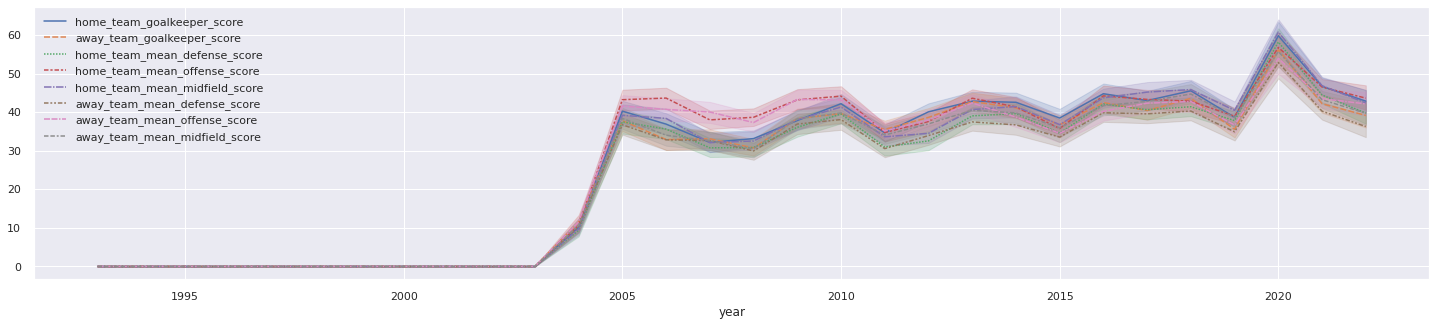 60
50
40
30
20
10
0
home_team_goalkeeper_score
away_team_goalkeeper_score
home_team_mean_defense_score
home_team_mean_offense_score
home_team_mean_midfield_score
away_team_mean_defense_score
away_team_mean_offense_score
away_team_mean_midfield_score
1995 2000 2005 2010 2015 2020
year